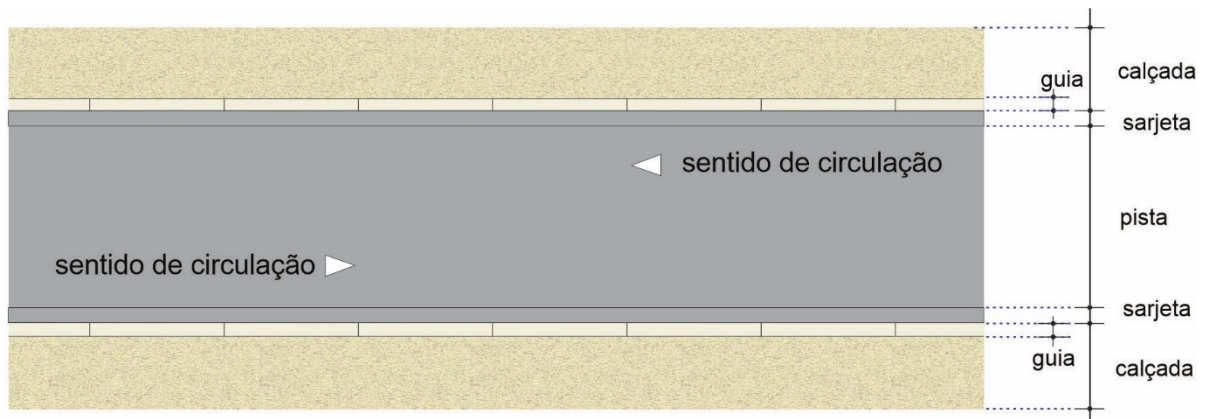 calçada
guia
sarjeta
sentido de circulação
pista
sentido de circulação
sarjeta
guia
calçada